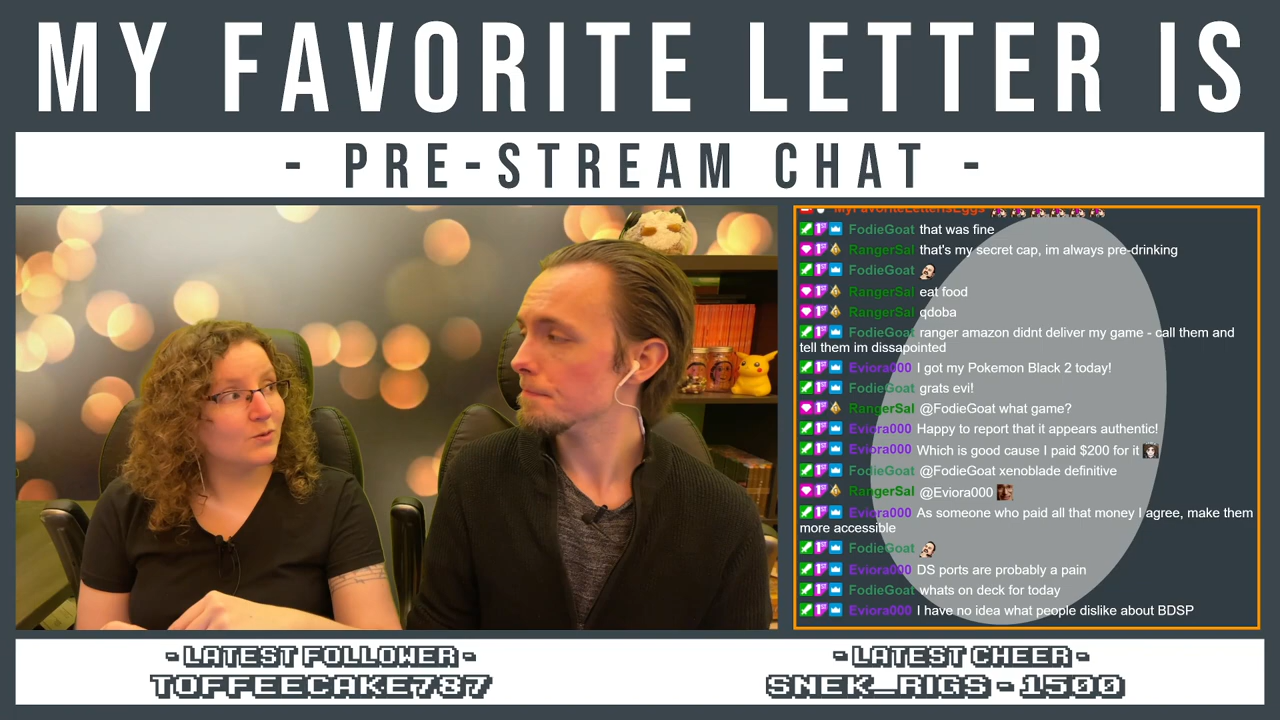 MY FAVORITE LETTER IS
- PRE-STREAM CHAT -
MyFavoriteLetterIsEggs
FodieGoat that was fine
RangerSal that's my secret cap, im always pre-drinking
FodieGoat
RangerSal eat food
RangerSal qdoba
FodieGoat ranger amazon didnt deliver my game - call them and
tell them im dissapointed
Eviora000 I got my Pokemon Black 2 today!
FodieGoat grats evi!
RangerSal @FodieGoat what game?
Eviora000 Happy to report that it appears authentic!
Eviora000 Which is good cause I paid $200 for it
FodieGoat @FodieGoat xenoblade definitive
RangerSal @Eviora000
Eviora000 As someone who paid all that money I agree, make them
more accessible
FodieGoat
Eviora000 DS ports are probably a pain
FodieGoat whats on deck for today
Eviora000 I have no idea what people dislike about BDSP
- LATEST FOLLOWER -
TOFFEECAKE787
- LATEST CHEER -
SNEK_RIGS - 1500